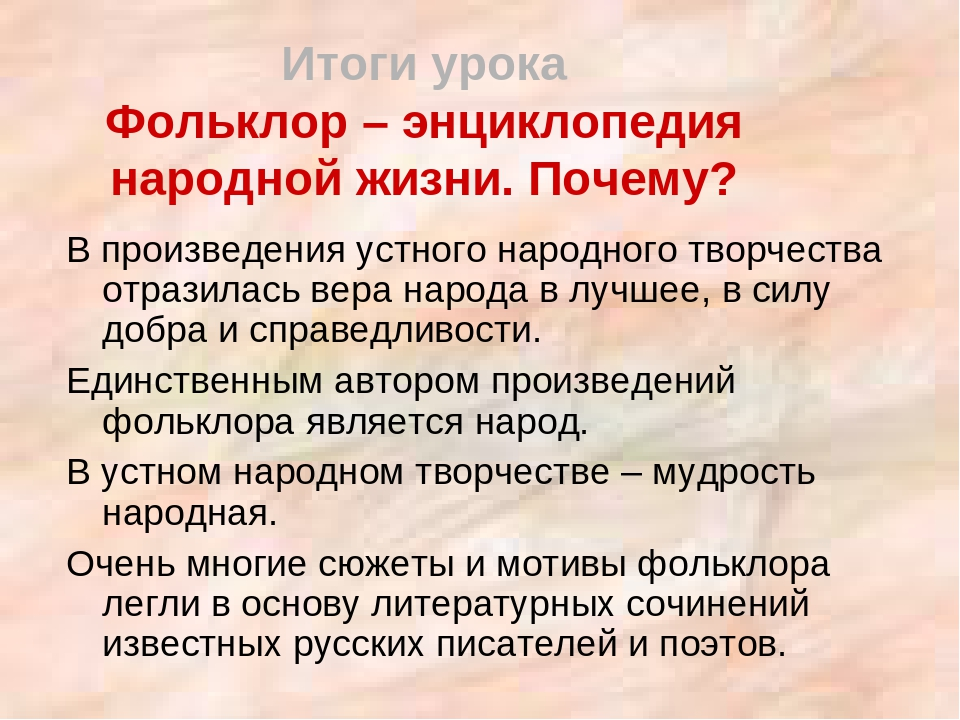 Итоги урока
Фольклор – энциклопедия
народной жизни. Почему?
В произведения устного народного творчества
отразилась вера народа в лучшее, в силу
добра и справедливости.
Единственным автором произведений
фольклора является народ.
В устном народном творчестве – мудрость
народная.
Очень многие сюжеты и мотивы фольклора
легли в основу литературных сочинений
известных русских писателей и поэтов.